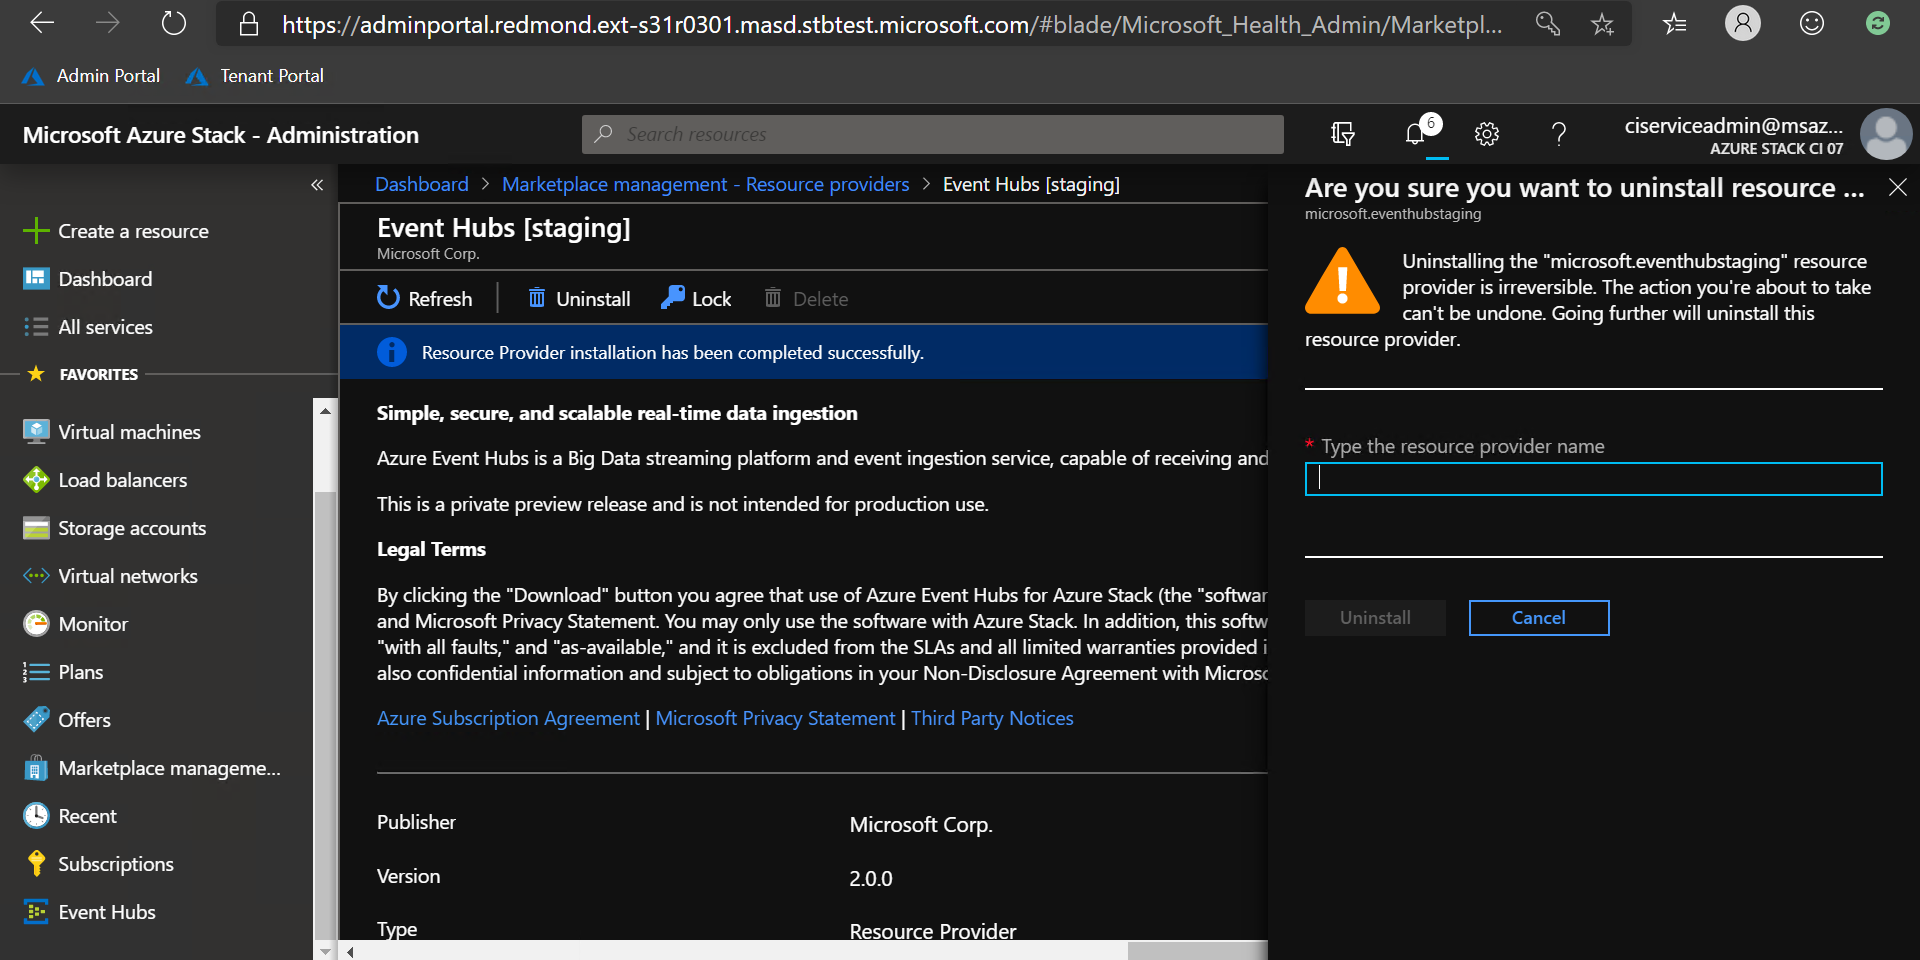 https://adminportal.redmond.ext-s31r0301.masd.stbtest.microsoft.com/#blade/Microsoft_Health_Admin/Marketpl...
Admin Portal
Tenant Portal
Microsoft Azure Stack - Administration
Search resources
6
?
ciserviceadmin@msaz...
AZURE STACK CI 07
«
Create a resource
Dashboard
All services
FAVORITES
Virtual machines
Load balancers
Storage accounts
Virtual networks
Monitor
Plans
Offers
Marketplace manageme...
Recent
Subscriptions
Event Hubs
Dashboard > Marketplace management - Resource providers > Event Hubs [staging]
Event Hubs [staging]
Microsoft Corp.
Refresh
Uninstall
Lock
Delete
Resource Provider installation has been completed successfully.
Simple, secure, and scalable real-time data ingestion
Azure Event Hubs is a Big Data streaming platform and event ingestion service, capable of receiving and
This is a private preview release and is not intended for production use.
Legal Terms
By clicking the "Download" button you agree that use of Azure Event Hubs for Azure Stack (the "softwar
and Microsoft Privacy Statement. You may only use the software with Azure Stack. In addition, this softw
"with all faults," and "as-available," and it is excluded from the SLAs and all limited warranties provided i
also confidential information and subject to obligations in your Non-Disclosure Agreement with Microso
Azure Subscription Agreement | Microsoft Privacy Statement | Third Party Notices
Publisher
Microsoft Corp.
Version
2.0.0
Type
Resource Provider
Are you sure you want to uninstall resource ...
microsoft.eventhubstaging
Uninstalling the "microsoft.eventhubstaging" resource
provider is irreversible. The action you're about to take
can't be undone. Going further will uninstall this
resource provider.
* Type the resource provider name
Uninstall
Cancel